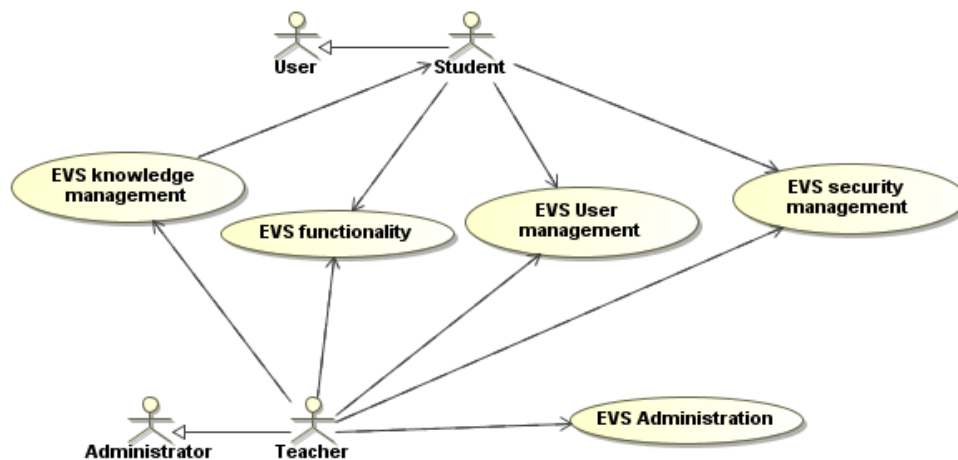 User
Student
EVS knowledge
management
EVS functionality
EVS User
management
EVS security
management
EVS Administration
Administrator
Teacher